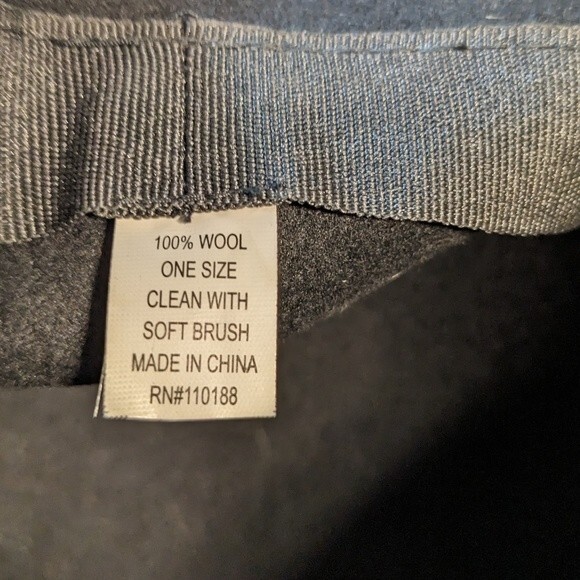 100% WOOL
ONE SIZE
CLEAN WITH
SOFT BRUSH
MADE IN CHINA
RN#110188